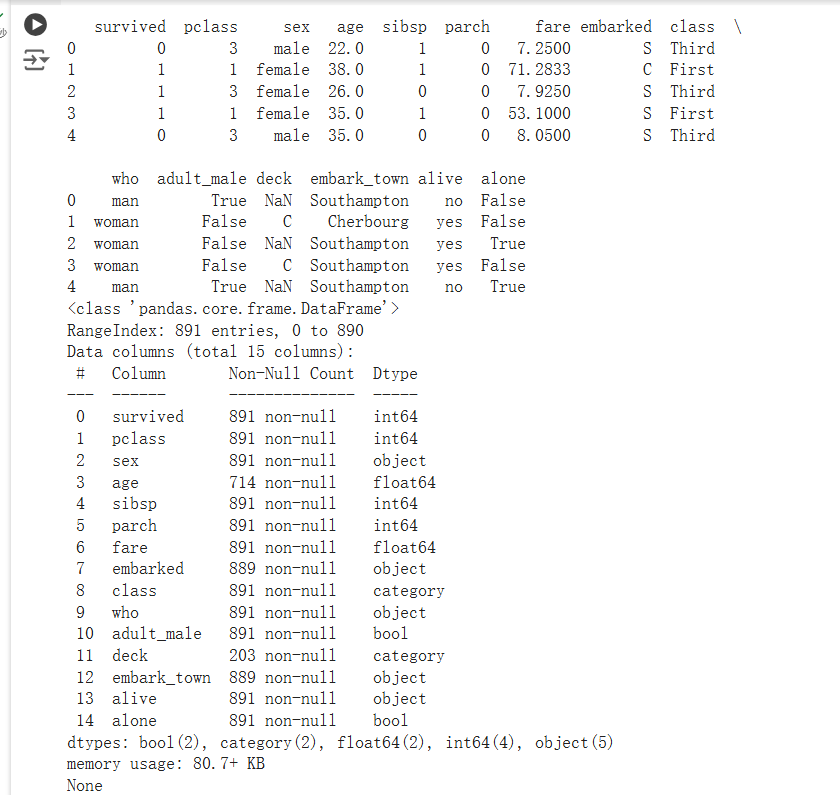 survived pclass sex age sibsp parch fare embarked class \
0 0 3 male 22.0 1 0 7.2500 S Third
1 1 1 female 38.0 1 0 71.2833 C First
2 1 3 female 26.0 0 0 7.9250 S Third
3 1 1 female 35.0 1 0 53.1000 S First
4 0 3 male 35.0 0 0 8.0500 S Third
who adult_male deck embark_town alive alone
0 man True NaN Southampton no False
1 woman False C Cherbourg yes False
2 woman False NaN Southampton yes True
3 woman False C Southampton yes False
4 man True NaN Southampton no True
<class 'pandas.core.frame.DataFrame'>
RangeIndex: 891 entries, 0 to 890
Data columns (total 15 columns):
# Column Non-Null Count Dtype
--- ------ -------------- -----
0 survived 891 non-null int64
1 pclass 891 non-null int64
2 sex 891 non-null object
3 age 714 non-null float64
4 sibsp 891 non-null int64
5 parch 891 non-null int64
6 fare 891 non-null float64
7 embarked 889 non-null object
8 class 891 non-null category
9 who 891 non-null object
10 adult_male 891 non-null bool
11 deck 203 non-null category
12 embark_town 889 non-null object
13 alive 891 non-null object
14 alone 891 non-null bool
dtypes: bool(2), category(2), float64(2), int64(4), object(5)
memory usage: 80.7+ KB
None